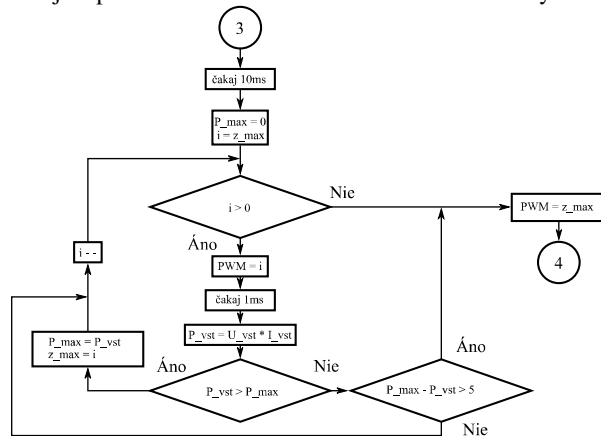 3
čakaj 10ms
P_max = 0
i = z_max
i > 0
Nie
Áno
PWM = z_max
4
i - -
PWM = i
čakaj 1ms
P_vst = U_vst * I_vst
P_max = P_vst
z_max = i
Áno
P_vst > P_max
Nie
P_max - P_vst > 5
Áno
Nie